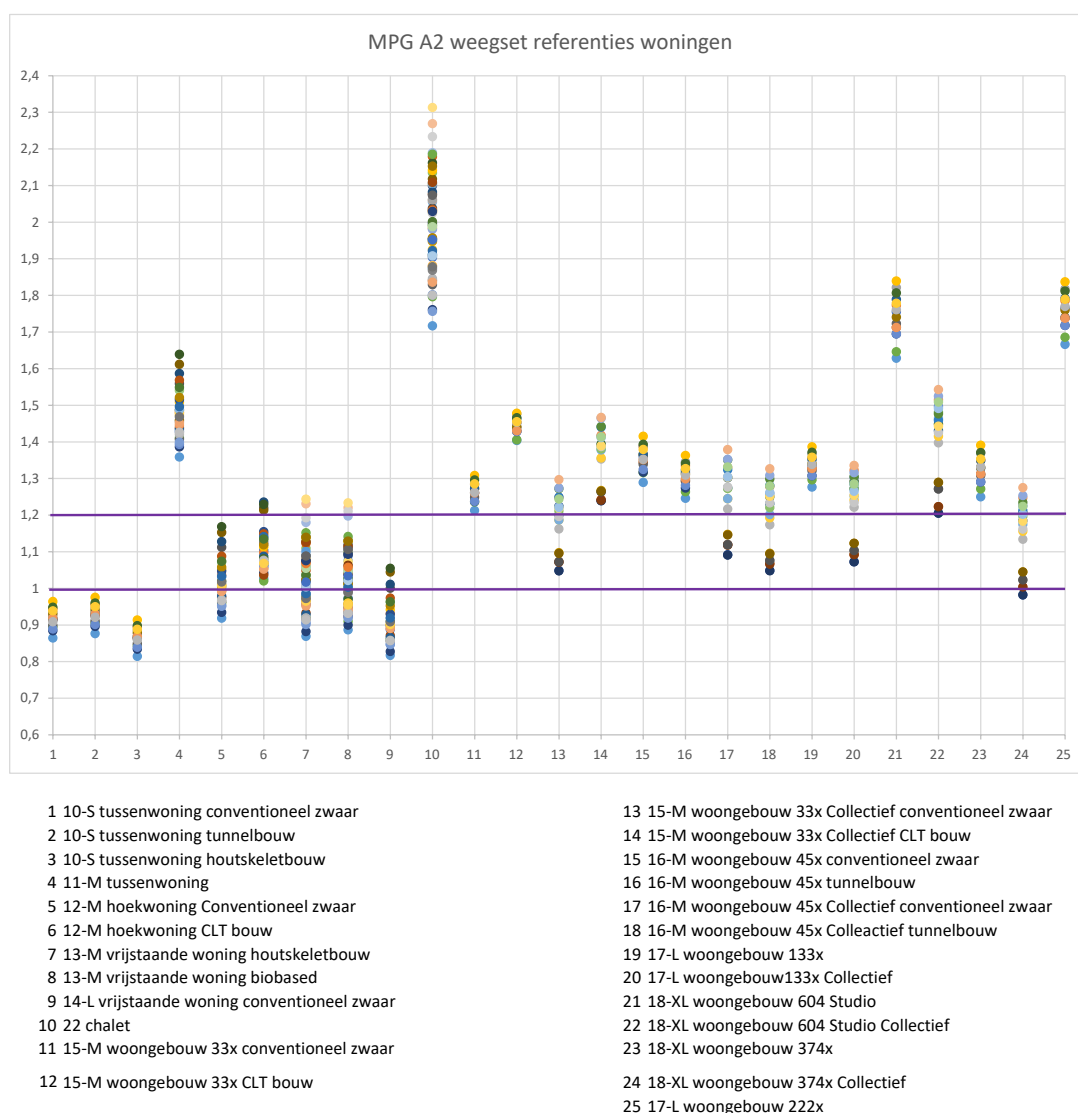 MPG A2 weegset referenties woningen
2,4
2,3
2,2
2,1
2
1,9
1,8
1,7
1,6
1,5
1,4
1,3
1,2
1,1
1
0,9
0,8
0,7
0,6
1 2 3 4 5 6 7 8 9 10 11 12 13 14 15 16 17 18 19 20 21 22 23 24 25
1 10-S tussenwoning conventioneel zwaar
2 10-S tussenwoning tunnelbouw
3 10-S tussenwoning houtskeletbouw
4 11-M tussenwoning
5 12-M hoekwoning Conventioneel zwaar
6 12-M hoekwoning CLT bouw
7 13-M vrijstaande woning houtskeletbouw
8 13-M vrijstaande woning biobased
9 14-L vrijstaande woning conventioneel zwaar
10 22 chalet
11 15-M woongebouw 33x conventioneel zwaar
12 15-M woongebouw 33x CLT bouw
13 15-M woongebouw 33x Collectief conventioneel zwaar
14 15-M woongebouw 33x Collectief CLT bouw
15 16-M woongebouw 45x conventioneel zwaar
16 16-M woongebouw 45x tunnelbouw
17 16-M woongebouw 45x Collectief conventioneel zwaar
18 16-M woongebouw 45x Colleactief tunnelbouw
19 17-L woongebouw 133x
20 17-L woongebouw133x Collectief
21 18-XL woongebouw 604 Studio
22 18-XL woongebouw 604 Studio Collectief
23 18-XL woongebouw 374x
24 18-XL woongebouw 374x Collectief
25 17-L woongebouw 222x